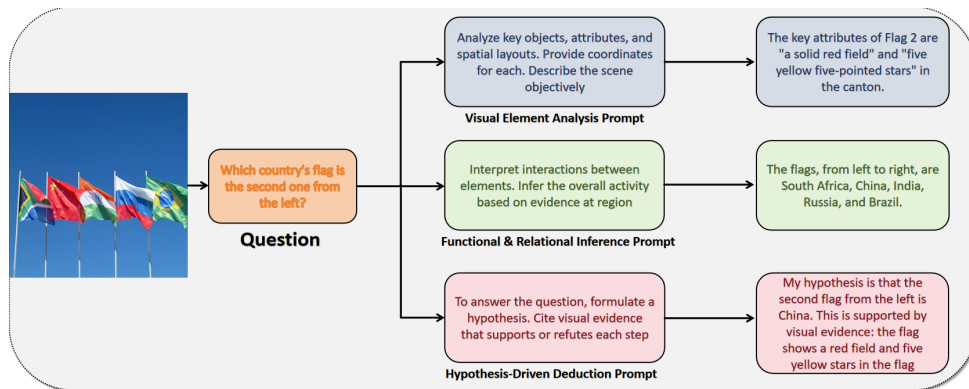 Which country's flag is
the second one from
the left?
Question
Analyze key objects, attributes, and
spatial layouts. Provide coordinates
for each. Describe the scene
objectively
Visual Element Analysis Prompt
The key attributes of Flag 2 are
"a solid red field" and "five
yellow five-pointed stars" in
the canton.
Interpret interactions between
elements. Infer the overall activity
based on evidence at region
Functional & Relational Inference Prompt
The flags, from left to right, are
South Africa, China, India,
Russia, and Brazil.
To answer the question, formulate a
hypothesis. Cite visual evidence
that supports or refutes each step
Hypothesis-Driven Deduction Prompt
My hypothesis is that the
second flag from the left is
China. This is supported by
visual evidence: the flag
shows a red field and five
yellow stars in the flag